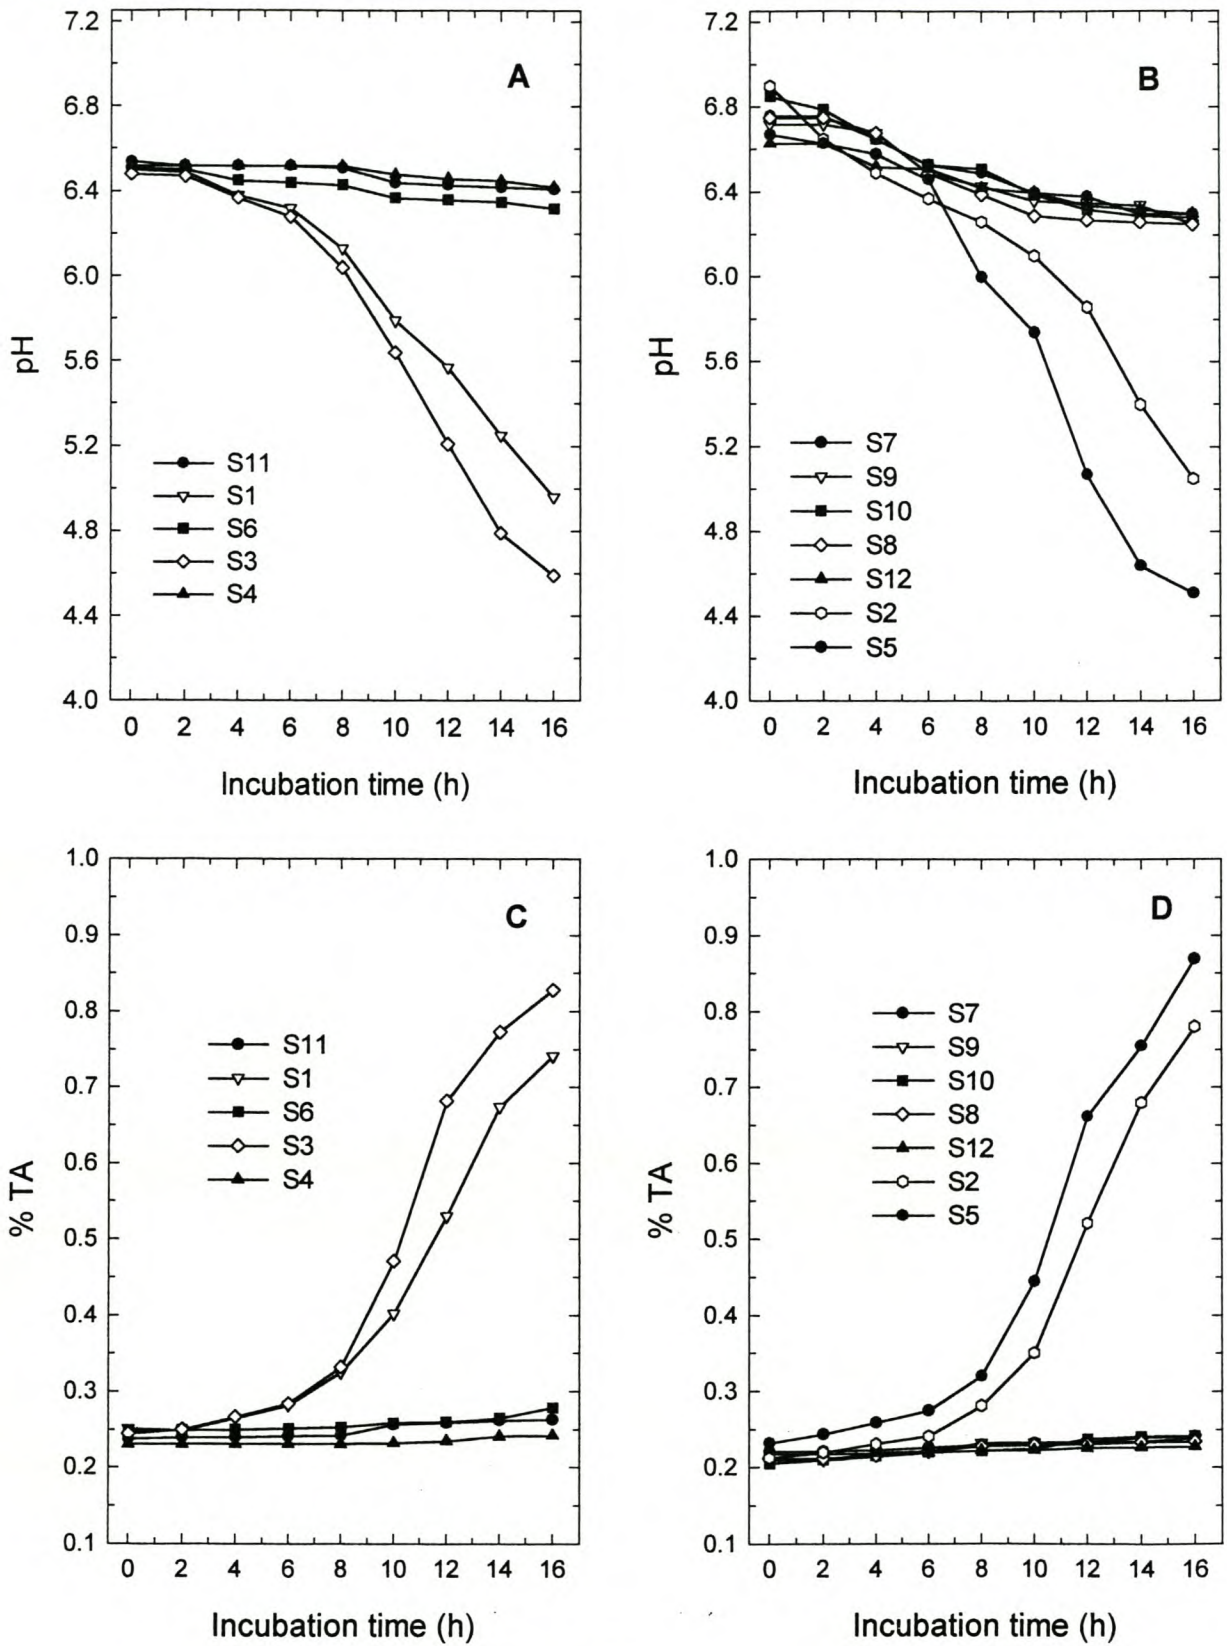 A
7.2
6.8
6.4
6.0
5.6
5.2
4.8
4.4
4.0
pH
S11
S1
S6
S3
S4
0 2 4 6 8 10 12 14 16
Incubation time (h)
B
7.2
6.8
6.4
6.0
5.6
5.2
4.8
4.4
4.0
pH
S7
S9
S10
S8
S12
S2
S5
0 2 4 6 8 10 12 14 16
Incubation time (h)
C
1.0
0.9
0.8
0.7
0.6
0.5
0.4
0.3
0.2
0.1
% TA
S11
S1
S6
S3
S4
0 2 4 6 8 10 12 14 16
Incubation time (h)
D
1.0
0.9
0.8
0.7
0.6
0.5
0.4
0.3
0.2
0.1
% TA
S7
S9
S10
S8
S12
S2
S5
0 2 4 6 8 10 12 14 16
Incubation time (h)